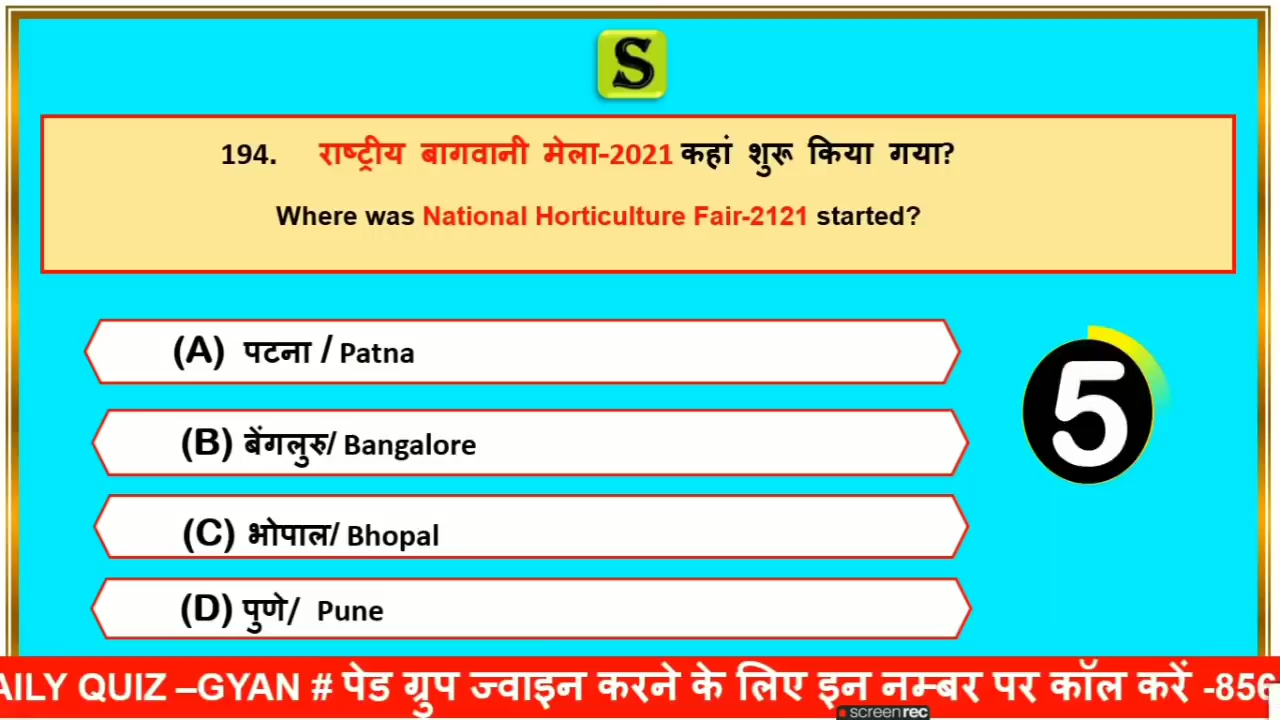 S
194. राष्ट्रीय बागवानी मेला-2021 कहां शुरू किया गया?
Where was National Horticulture Fair-2121 started?
(A) पटना / Patna
(B) बेंगलुरु/ Bangalore
5
(C) भोपाल/ Bhopal
(D) पुणे/ Pune
AILY QUIZ –GYAN # पेड ग्रुप ज्वाइन करने के लिए इन नम्बर पर कॉल करें -856
screenrec